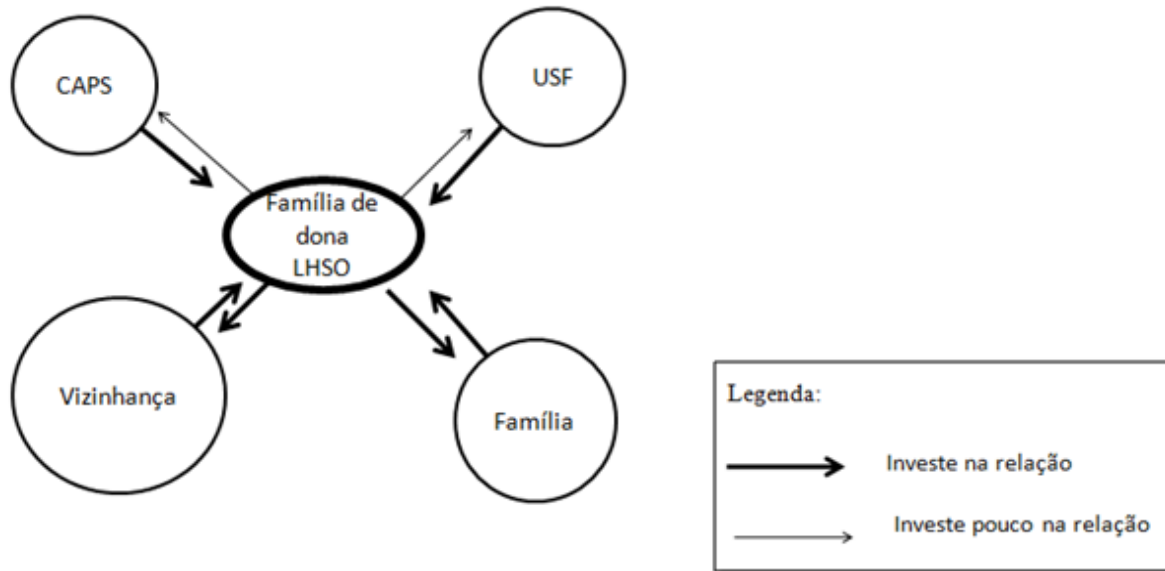 CAPS
USF
Família de
dona
LHSO
Vizinhança
Família
Legenda:
Investe na relação
Investe pouco na relação